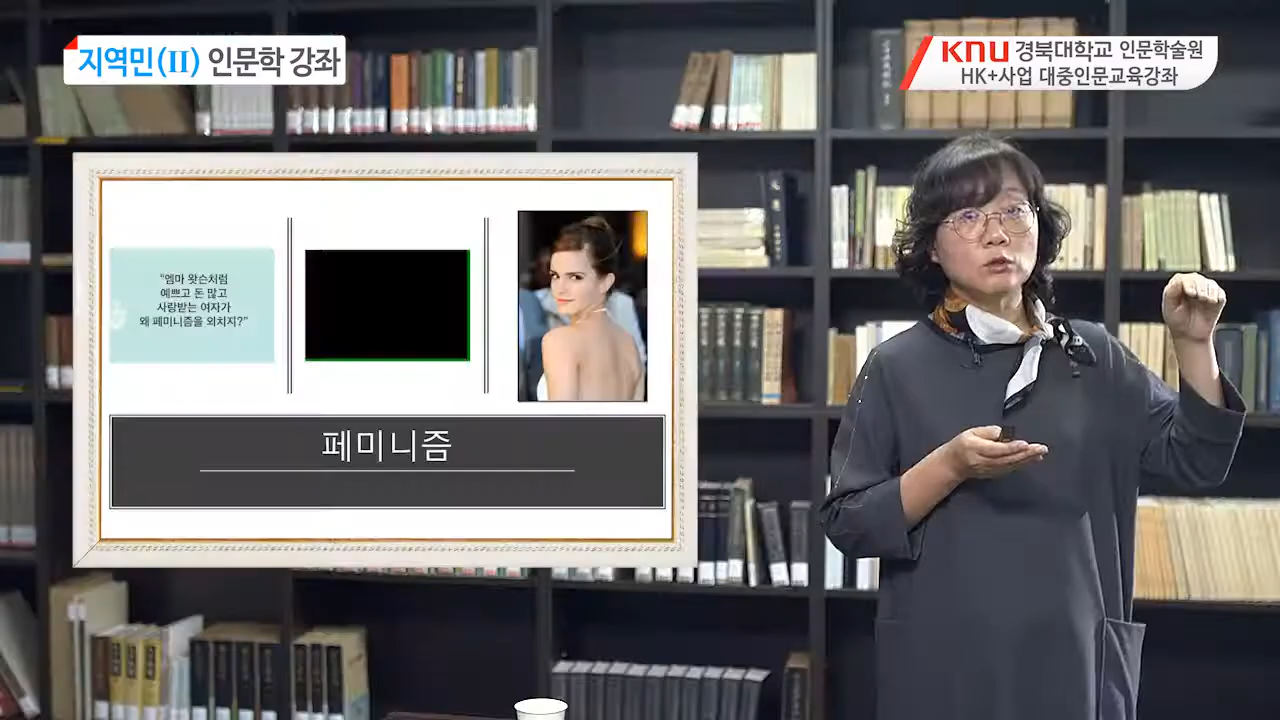 지역민(II) 인문학 강좌
KNU 경북대학교 인문학술원
HK+사업 대중인문교육강좌
“엠마 왓슨처럼
예쁘고 돈 많고
사랑받는 여자가
왜 페미니즘을 외치지?”
페미니즘